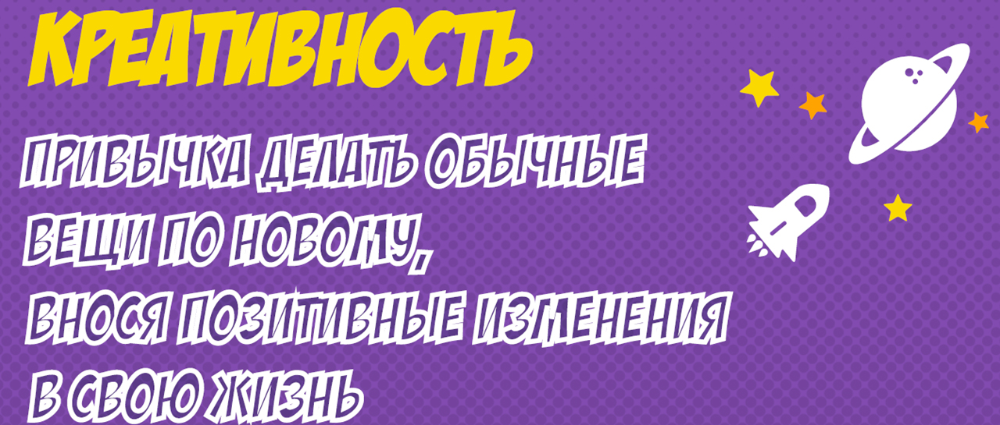 КРЕАТИВНОСТЬ
ПРИВЫЧКА ДЕЛАТЬ ОБЫЧНЫЕ
ВЕЩИ ПО НОВОМУ,
ВНОСЯ ПОЗИТИВНЫЕ ИЗМЕНЕНИЯ
В СВОЮ ЖИЗНЬ